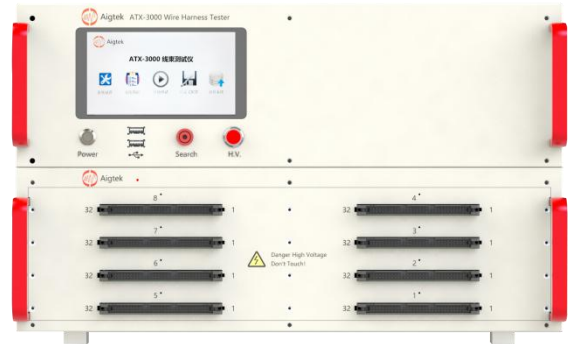 Aigtek ATX-3000 Wire Harness Tester
Aigtek
ATX-3000 线束测试仪
Power
Search
H.V.
Aigtek
8
32 1
7
32 1
6
32 1
5
32 1
Danger High Voltage
Don't Touch!
4
32 1
3
32 1
2
32 1
1
32 1